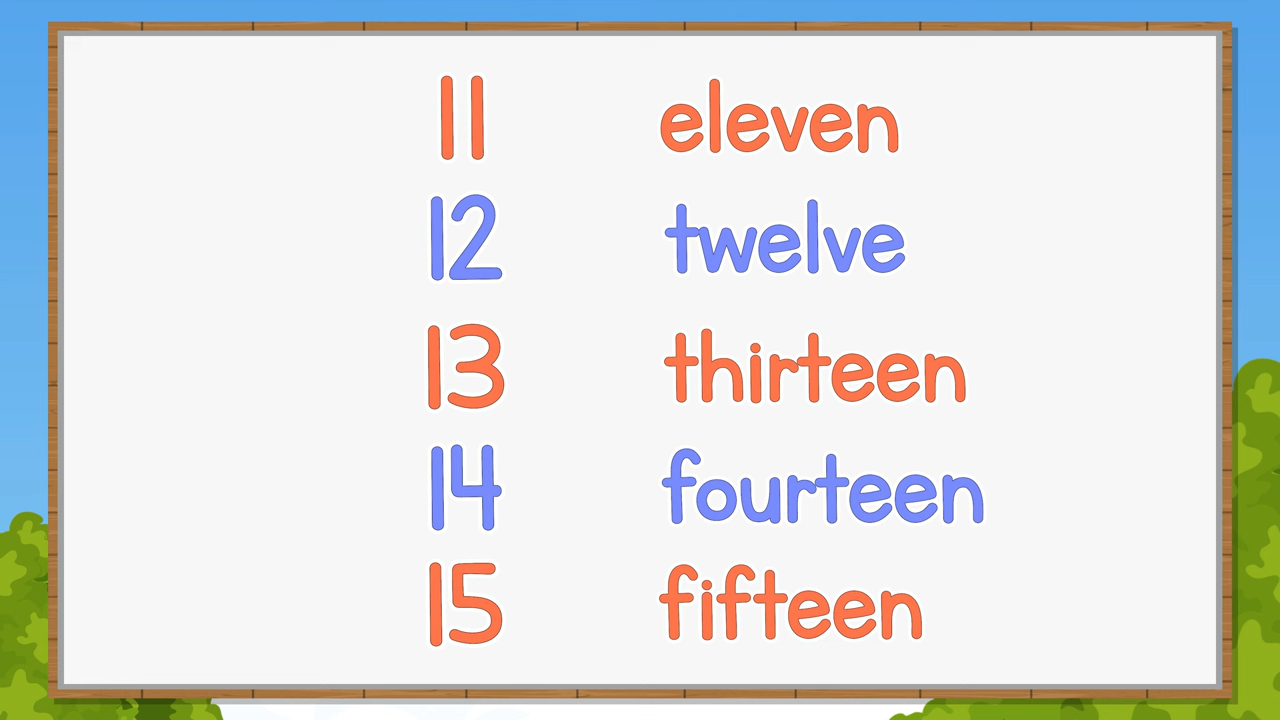 11 eleven
12 twelve
13 thirteen
14 fourteen
15 fifteen